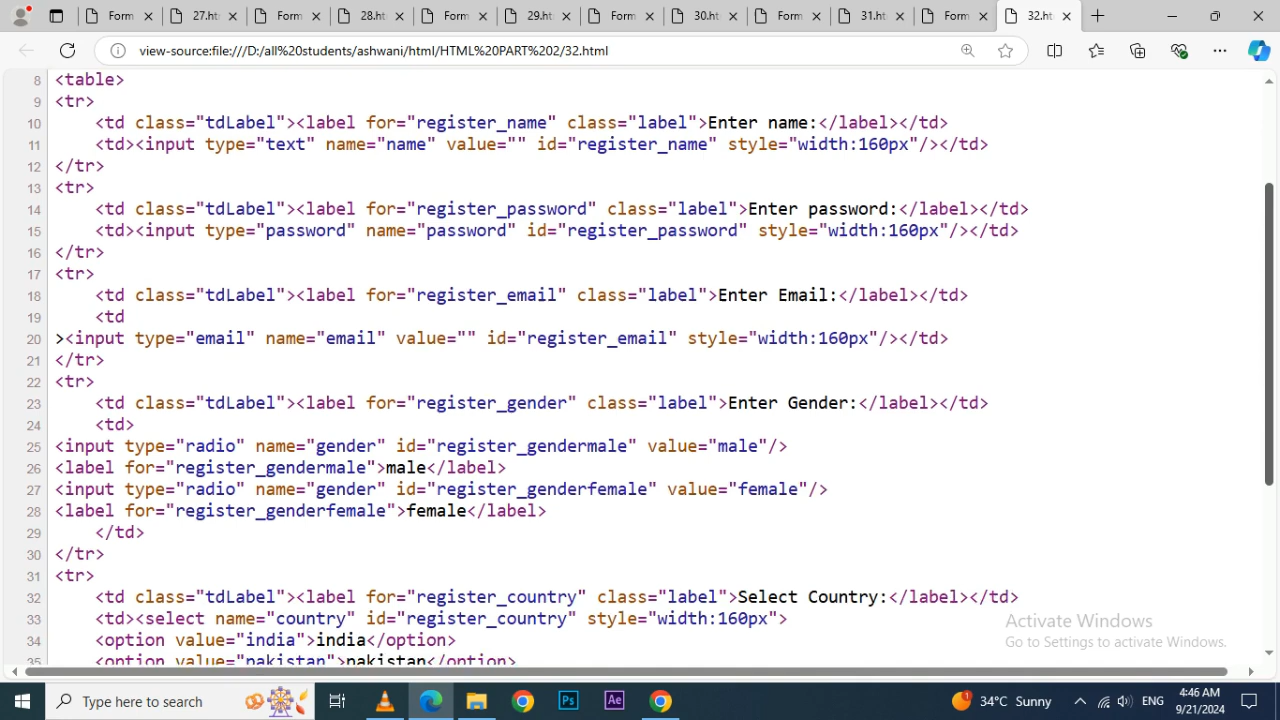 Form
27.ht
Form
28.ht
Form
29.ht
Form
30.ht
Form
31.ht
Form
32.ht
view-source:file:///D:/all%20students/ashwani/html/HTML%20PART%202/32.html
8 <table>
9 <tr>
10 <td class="tdLabel"><label for="register_name" class="label">Enter name:</label></td>
11 <td><input type="text" name="name" value="" id="register_name" style="width:160px"/></td>
12 </tr>
13 <tr>
14 <td class="tdLabel"><label for="register_password" class="label">Enter password:</label></td>
15 <td><input type="password" name="password" id="register_password" style="width:160px"/></td>
16 </tr>
17 <tr>
18 <td class="tdLabel"><label for="register_email" class="label">Enter Email:</label></td>
19 <td
20 ><input type="email" name="email" value="" id="register_email" style="width:160px"/></td>
21 </tr>
22 <tr>
23 <td class="tdLabel"><label for="register_gender" class="label">Enter Gender:</label></td>
24 <td>
25 <input type="radio" name="gender" id="register_gendermale" value="male"/>
26 <label for="register_gendermale">male</label>
27 <input type="radio" name="gender" id="register_genderfemale" value="female"/>
28 <label for="register_genderfemale">female</label>
29 </td>
30 </tr>
31 <tr>
32 <td class="tdLabel"><label for="register_country" class="label">Select Country:</label></td>
33 <td><select name="country" id="register_country" style="width:160px">
34 <option value="india">india</option>
35 <option value="pakistan">pakistan</option>
Activate Windows
Go to Settings to activate Windows.
Type here to search
Ps
Ae
1
34°C Sunny
ENG
4:46 AM
9/21/2024